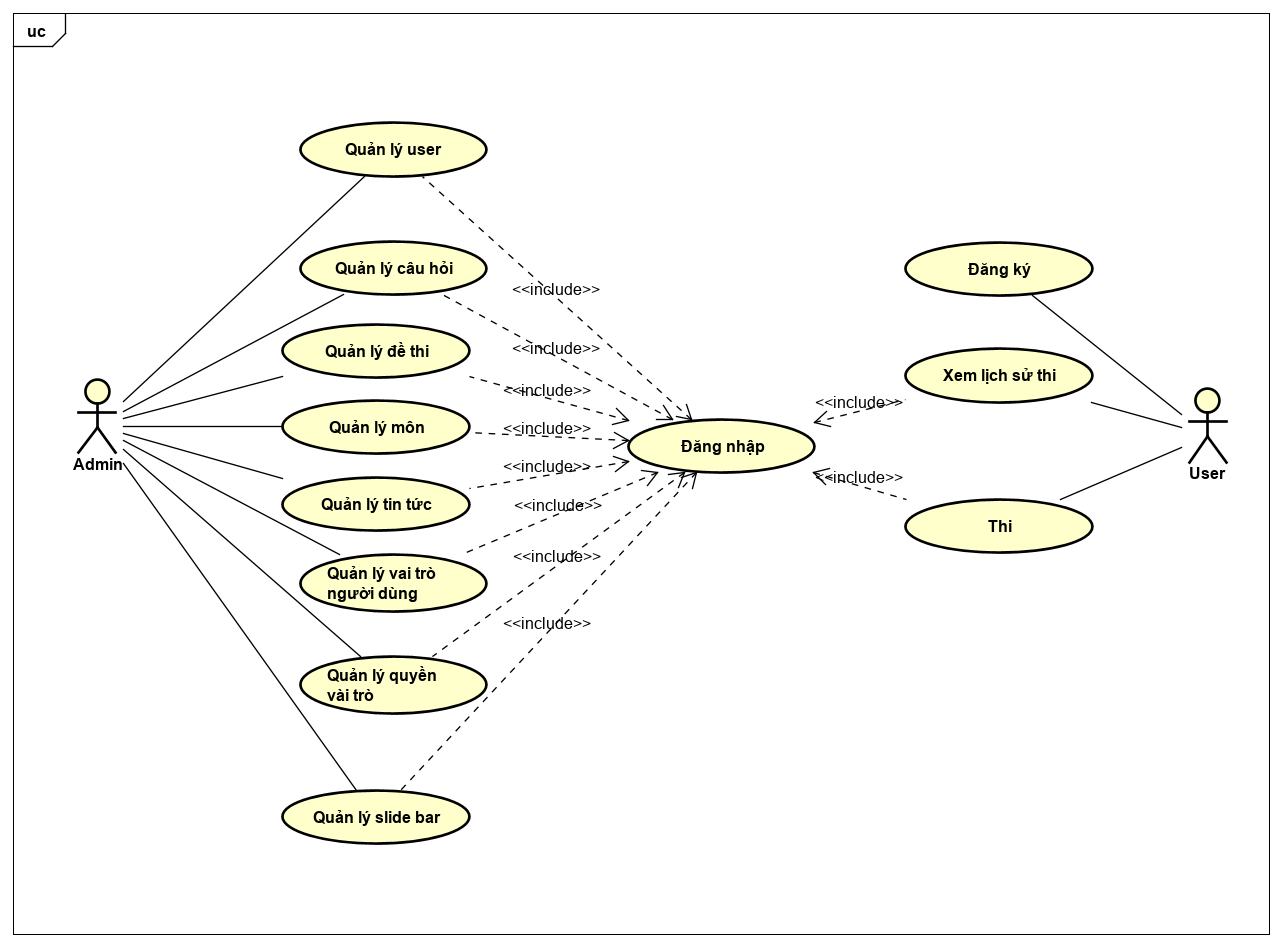 uc
Quản lý user
Quản lý câu hỏi
Quản lý đề thi
Quản lý môn
Quản lý tin tức
Quản lý vai trò
người dùng
Quản lý quyền
vài trò
Quản lý slide bar
Admin
<<include>>
<<include>>
<<include>>
<<include>>
<<include>>
<<include>>
<<include>>
<<include>>
Đăng nhập
<<include>>
<<include>>
Đăng ký
Xem lịch sử thi
Thi
User